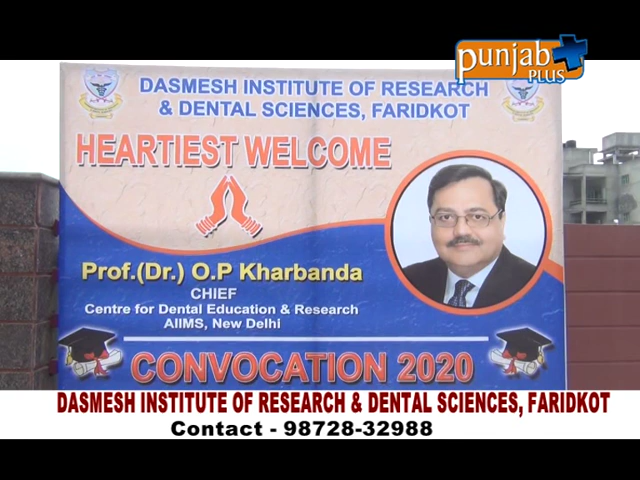 punjab
PLUS
DASMESH INSTITUTE OF RESEARCH
& DENTAL SCIENCES, FARIDKOT
HEARTIEST WELCOME
Prof.(Dr.) O.P Kharbanda
CHIEF
Centre for Dental Education & Research
AIIMS, New Delhi
CONVOCATION 2020
DASMESH INSTITUTE OF RESEARCH & DENTAL SCIENCES, FARIDKOT
Contact - 98728-32988